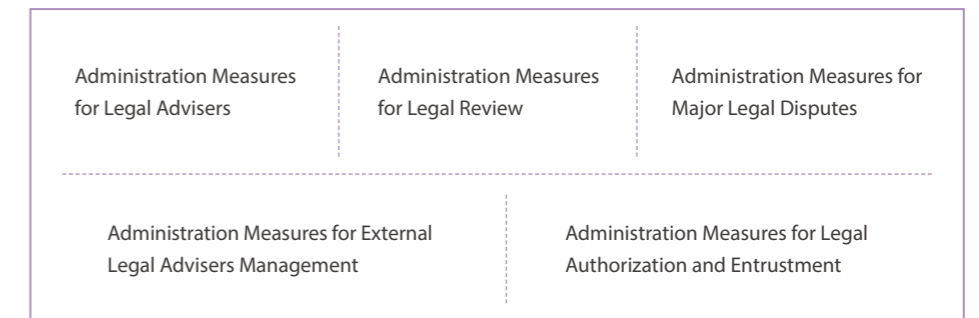 Administration Measures
for Legal Advisers
Administration Measures
for Legal Review
Administration Measures for
Major Legal Disputes
Administration Measures for External
Legal Advisers Management
Administration Measures for Legal
Authorization and Entrustment